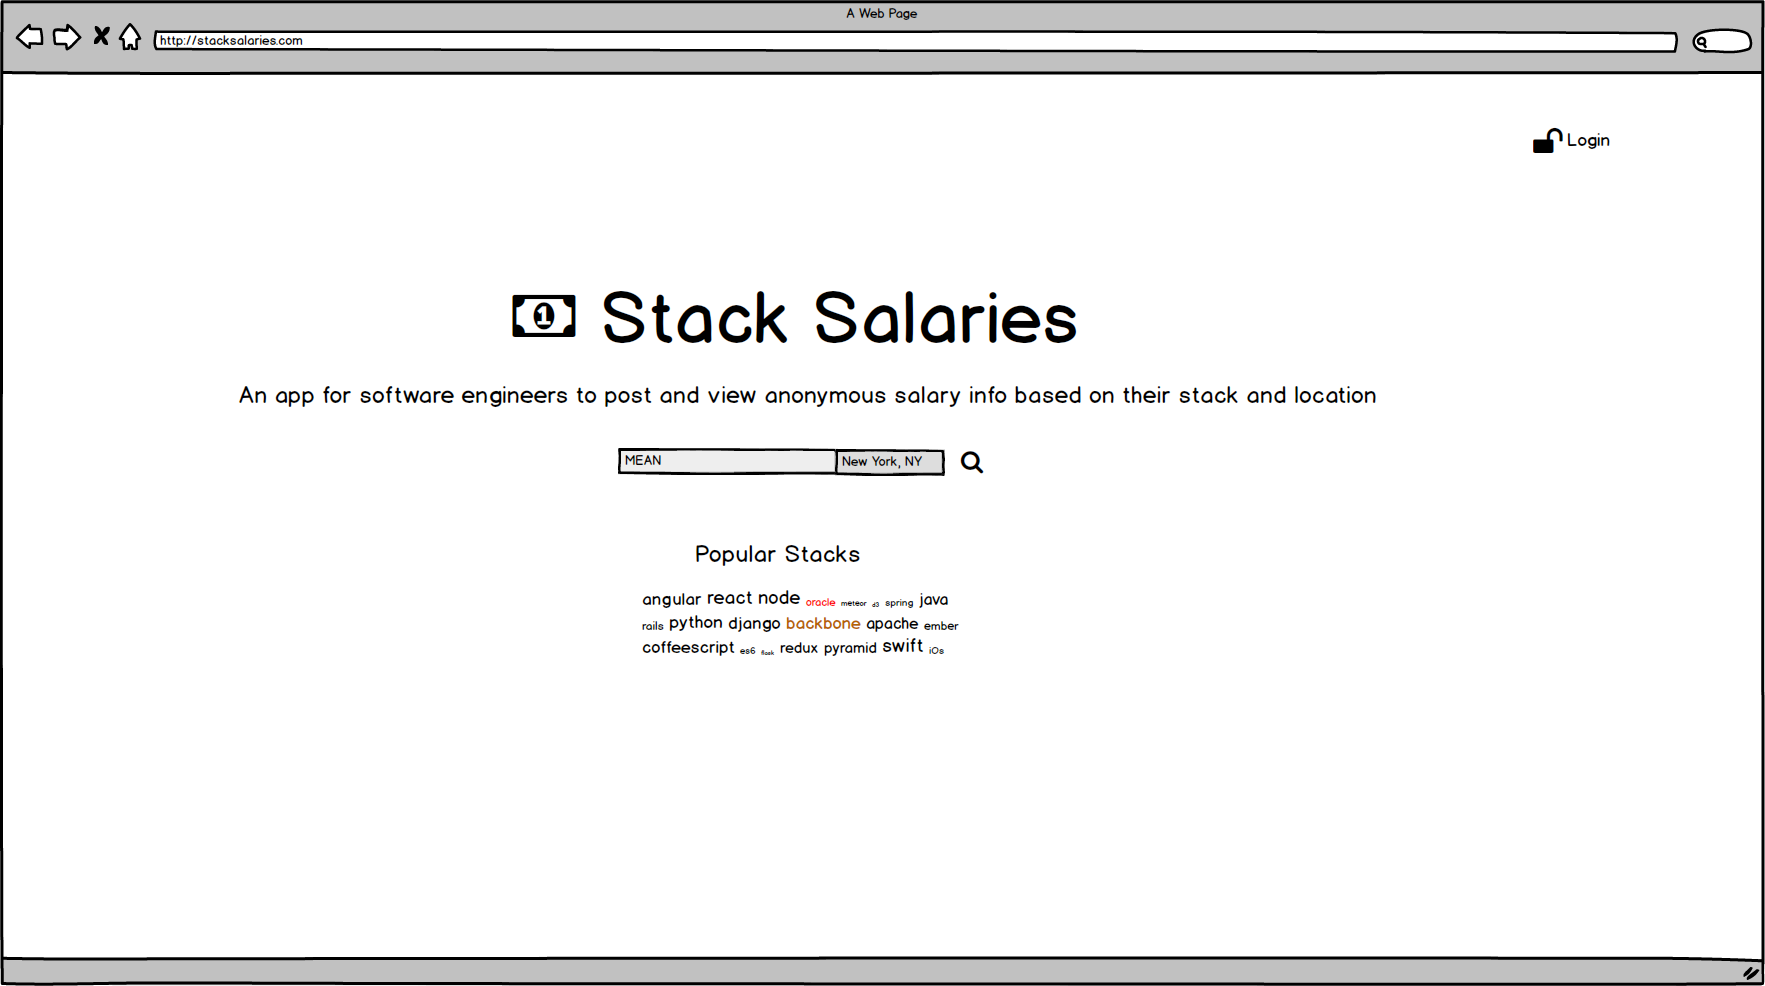 A Web Page
http://stacksalaries.com
Login
1 Stack Salaries
An app for software engineers to post and view anonymous salary info based on their stack and location
MEAN New York, NY
Popular Stacks
angular react node oracle meteor d3 spring java
rails python django backbone apache ember
coffeescript es6 flask redux pyramid swift iOs